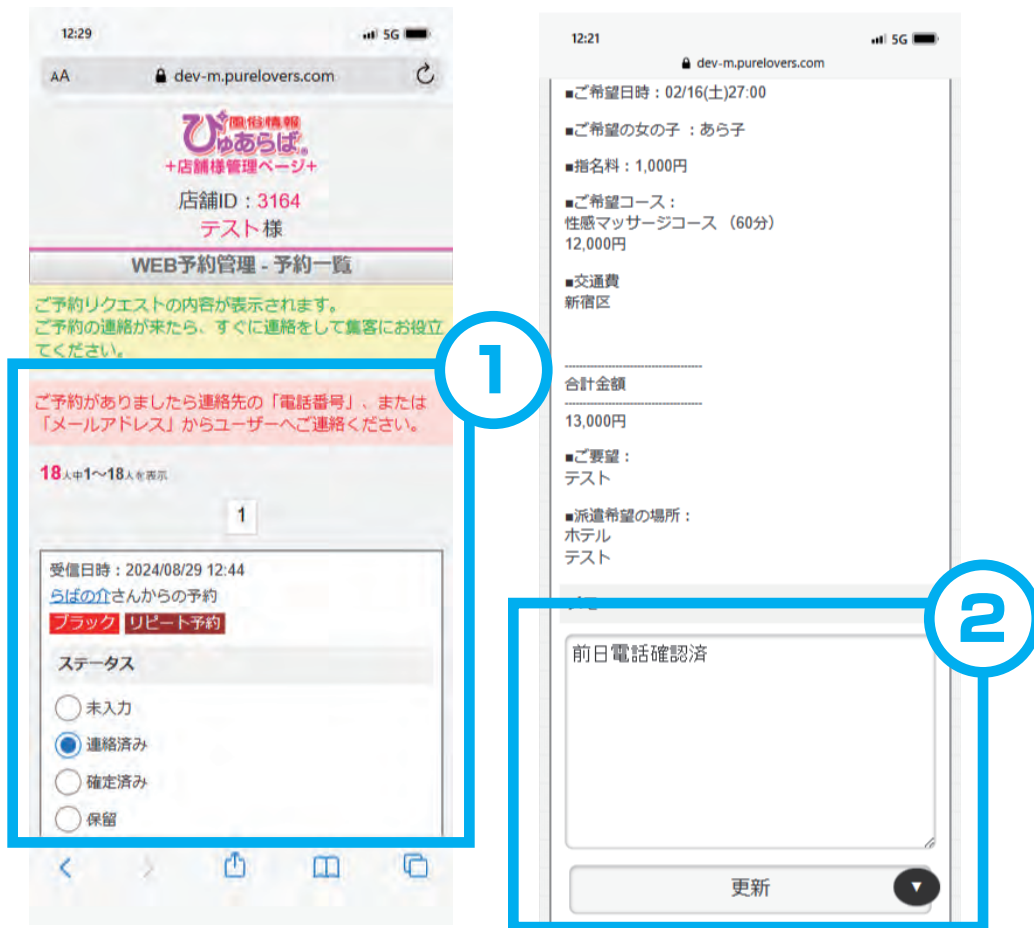 12:29
5G
AA
dev-m.purelovers.com
風俗情報
ぴゅあらば®
+店舗様管理ページ+
店舗ID:3164
テスト様
WEB予約管理 - 予約一覧
ご予約リクエストの内容が表示されます。
ご予約の連絡が来たら、すぐに連絡をして集客にお役立
てください。
ご予約がありましたら連絡先の「電話番号」、または
「メールアドレス」からユーザーへご連絡ください。
18人中1〜18人を表示
1
受信日時:2024/08/29 12:44
らばの介さんからの予約
ブラック リピート予約
ステータス
未入力
連絡済み
確定済み
保留
1
12:21
5G
dev-m.purelovers.com
■ご希望日時:02/16(土)27:00
■ご希望の女の子 :あら子
■指名料:1,000円
■ご希望コース:
性感マッサージコース (60分)
12,000円
■交通費
新宿区
合計金額
13,000円
■ご要望:
テスト
■派遣希望の場所:
ホテル
テスト
2
前日電話確認済
更新